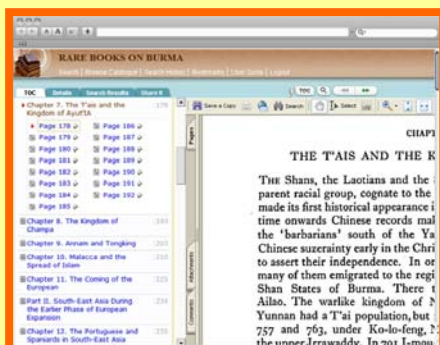 RARE BOOKS ON BURMA
Search | Browse Catalogue | Search History | Bookmarks | User Guide | Logout
TOC Details Search Results Share It
TOC
Chapter 7. The T'ais and the 179
Kingdom of Ayut'IA
Page 178
Page 179
Page 180
Page 181
Page 182
Page 183
Page 184
Page 185
Page 186
Page 187
Page 188
Page 189
Page 190
Page 191
Page 192
Chapter 8. The Kingdom of
Champa
Chapter 9. Annam and Tongking
Chapter 10. Malacca and the
Spread of Islam
Chapter 11. The Coming of the
European
Part II. South-East Asia During
the Earlier Phase of European
Expansion
Chapter 12. The Portuguese and
Spaniards in South-East Asia
Save a Copy Search Select
Pages
Attachments
Comments
CHAPT
THE T'AIS AND THE K
THE Shans, the Laotians and the
parent racial group, cognate to the
made its first historical appearance i
time onwards Chinese records mak
the 'barbarians' south of the Ya
Chinese suzerainty early in the Chri
to assert their independence. In or
many of them emigrated to the regi
Shan States of Burma. There t
Ailao. The warlike kingdom of N
Yunnan had a T'ai population, but
757 and 763, under Ko-lo-feng,
the upper Irrawaddy. In 791 I-mou